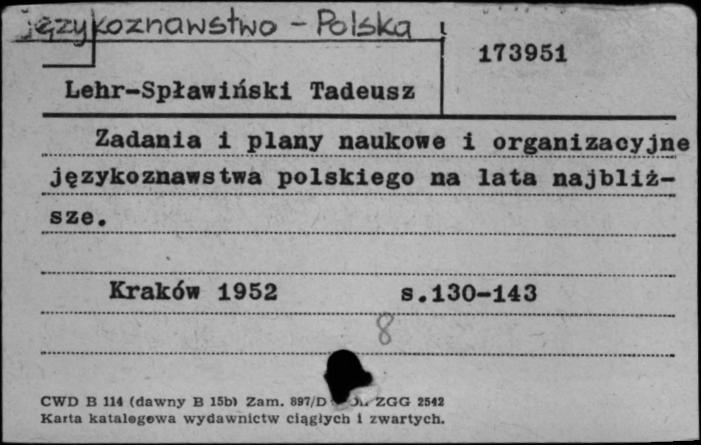 językoznawstwo - Polska
173951
Lehr-Spławiński Tadeusz
Zadania i plany naukowe i organizacyjne
językoznawstwa polskiego na lata najbliż-
sze.
Kraków 1952 s.130-143
8
CWD B 114 (dawny B 15b) Zam. 897/D ZGG 2542
Karta katalogowa wydawnictw ciągłych i zwartych.